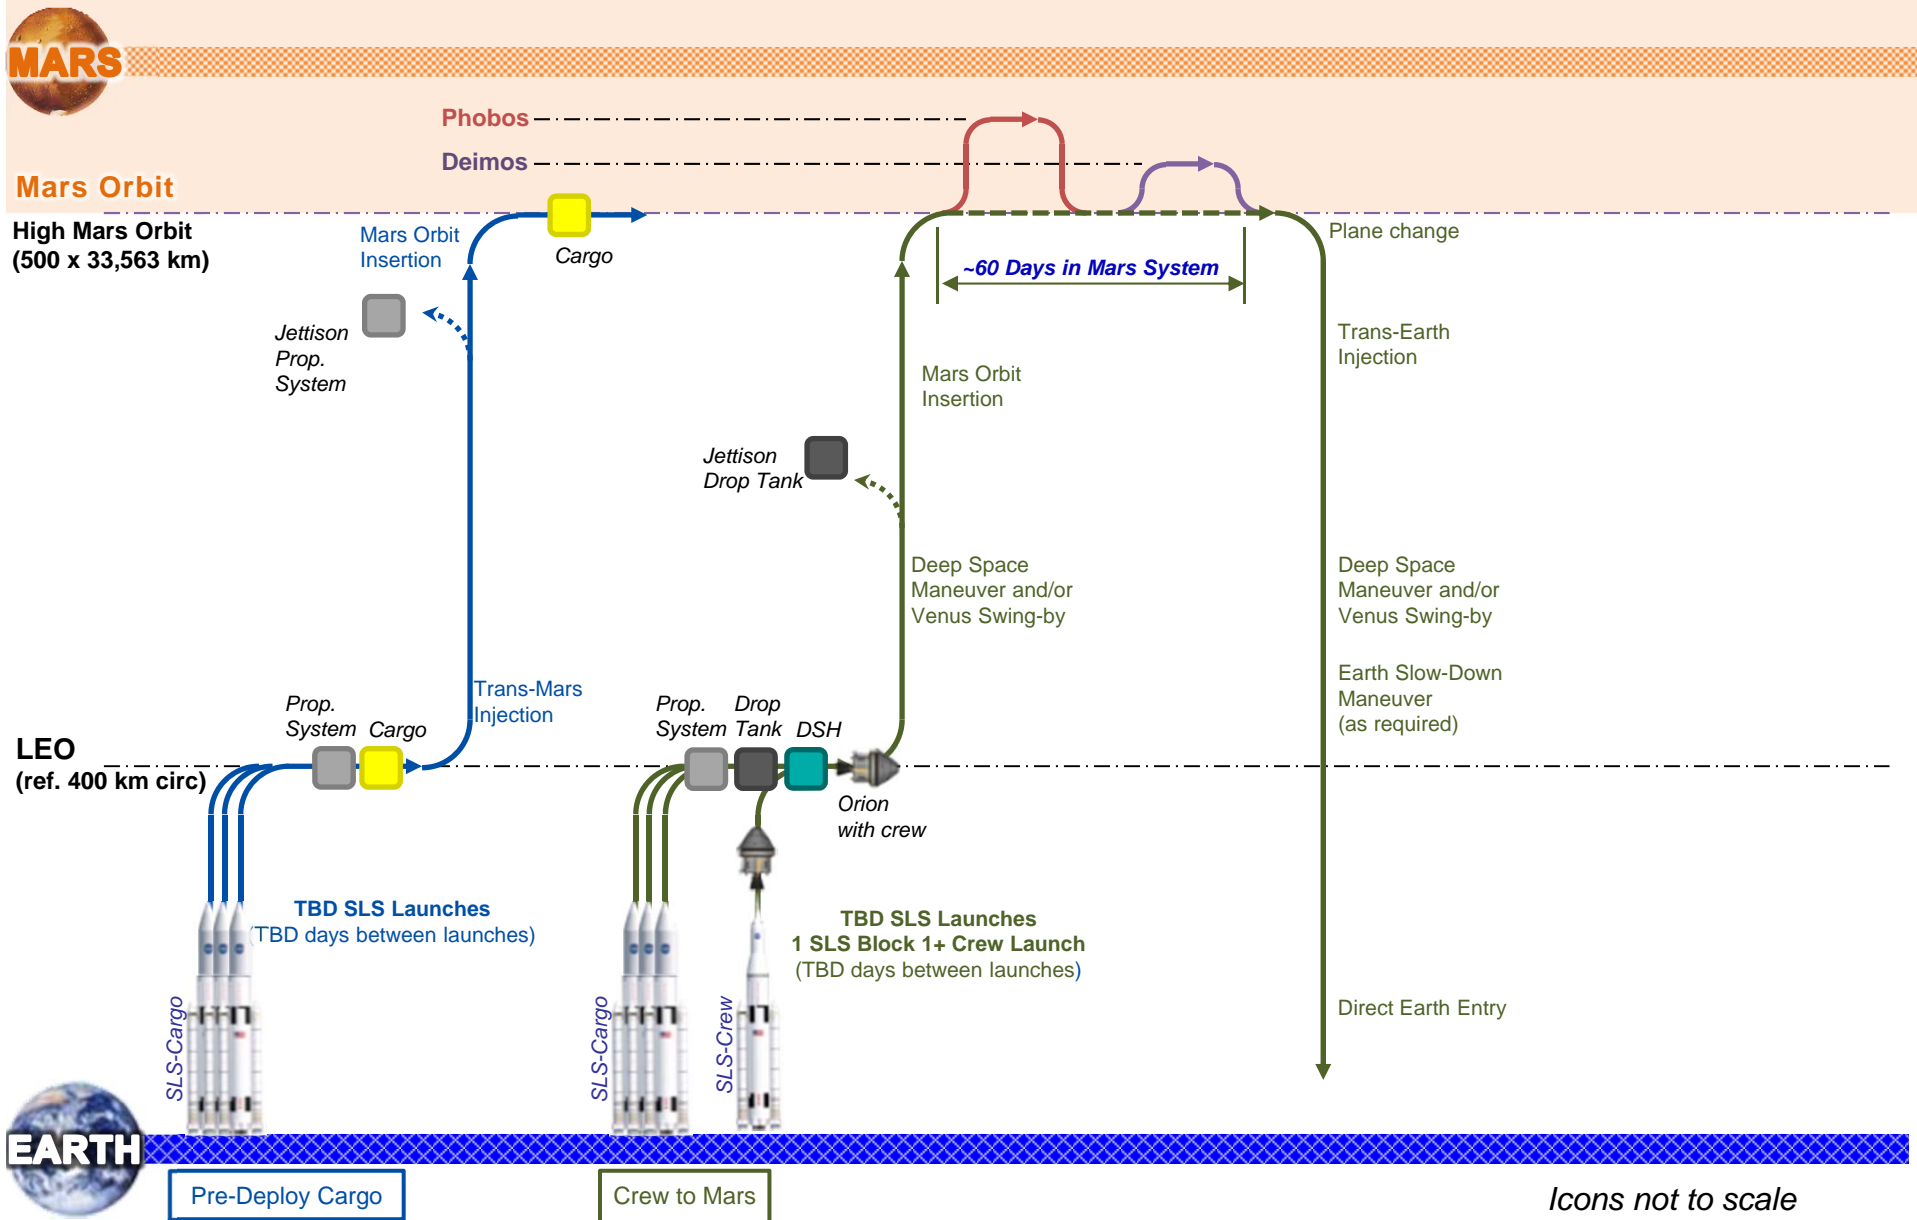 MARS
Phobos
Deimos
Mars Orbit
High Mars Orbit
(500 x 33,563 km)
Mars Orbit
Insertion
Cargo
Plane change
~60 Days in Mars System
Jettison
Prop.
System
Trans-Earth
Injection
Mars Orbit
Insertion
Jettison
Drop Tank
Deep Space
Maneuver and/or
Venus Swing-by
Deep Space
Maneuver and/or
Venus Swing-by
Earth Slow-Down
Maneuver
(as required)
Trans-Mars
Injection
Prop.
System
Cargo
Prop.
System
Drop
Tank
DSH
LEO
(ref. 400 km circ)
Orion
with crew
TBD SLS Launches
(TBD days between launches)
TBD SLS Launches
1 SLS Block 1+ Crew Launch
(TBD days between launches)
SLS-Cargo
SLS-Cargo
SLS-Crew
Direct Earth Entry
EARTH
Pre-Deploy Cargo
Crew to Mars
Icons not to scale